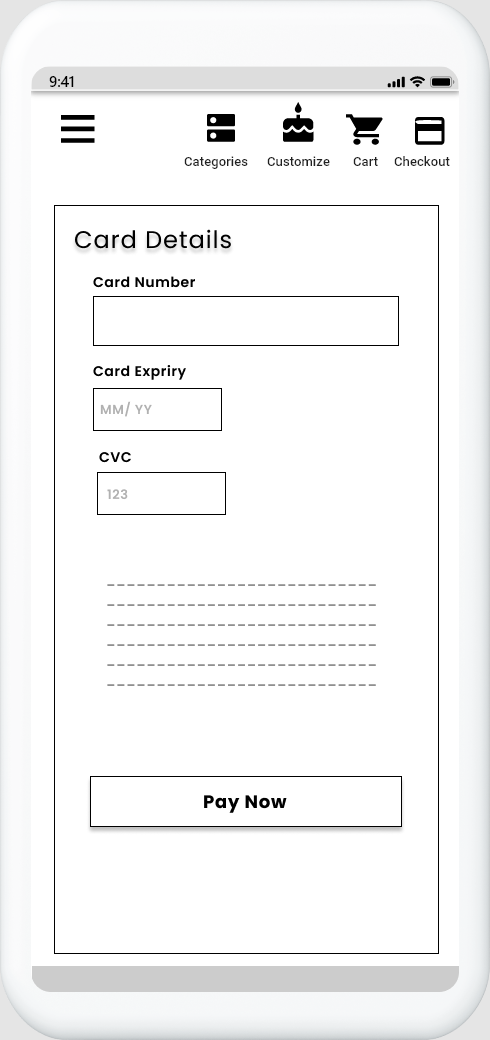 9:41
Categories Customize Cart Checkout
Card Details
Card Number
Card Expriry
MM/ YY
CVC
123
Pay Now